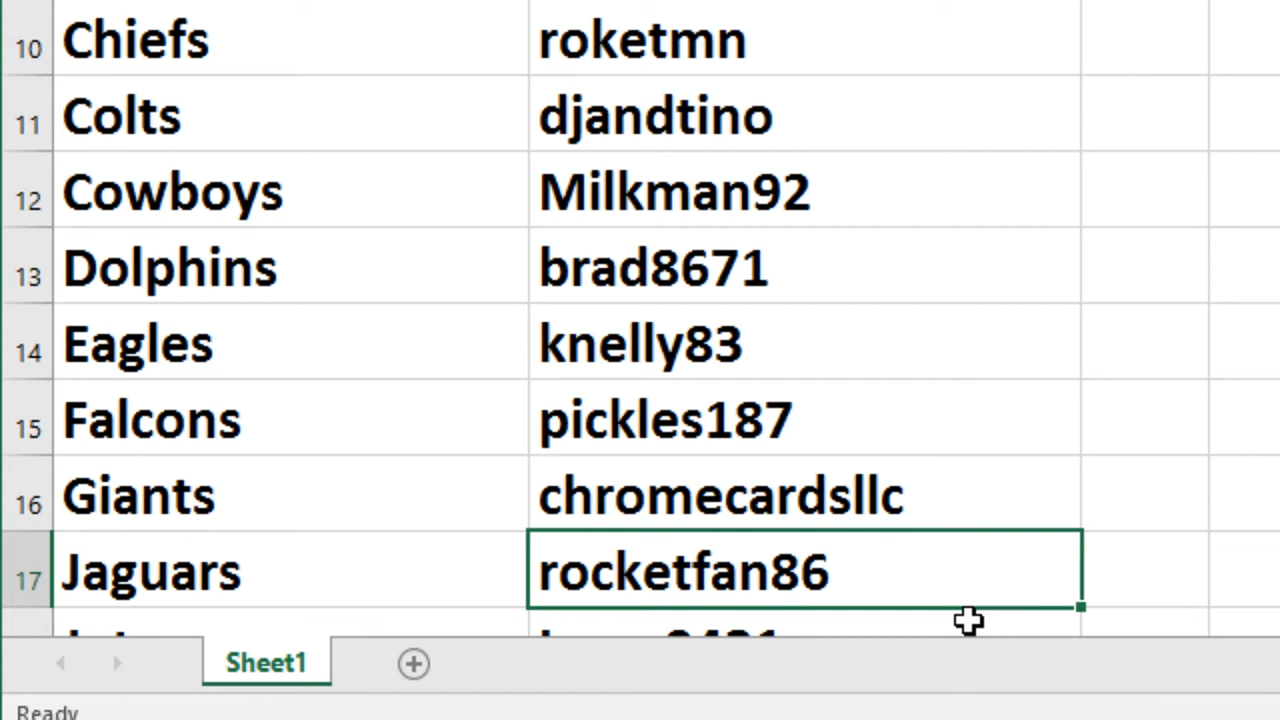 10 Chiefs roketmn
11 Colts djandtino
12 Cowboys Milkman92
13 Dolphins brad8671
14 Eagles knelly83
15 Falcons pickles187
16 Giants chromecardsllc
17 Jaguars rocketfan86
Sheet1
Ready